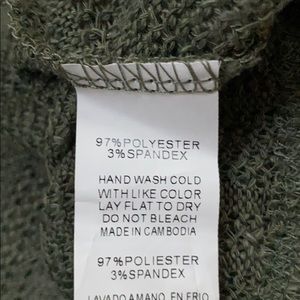 97%POLYESTER
3%SPANDEX
HAND WASH COLD
WITH LIKE COLOR
LAY FLAT TO DRY
DO NOT BLEACH
MADE IN CAMBODIA
97%POLIESTER
3%SPANDEX
LAVADO A MANO, EN FRIO